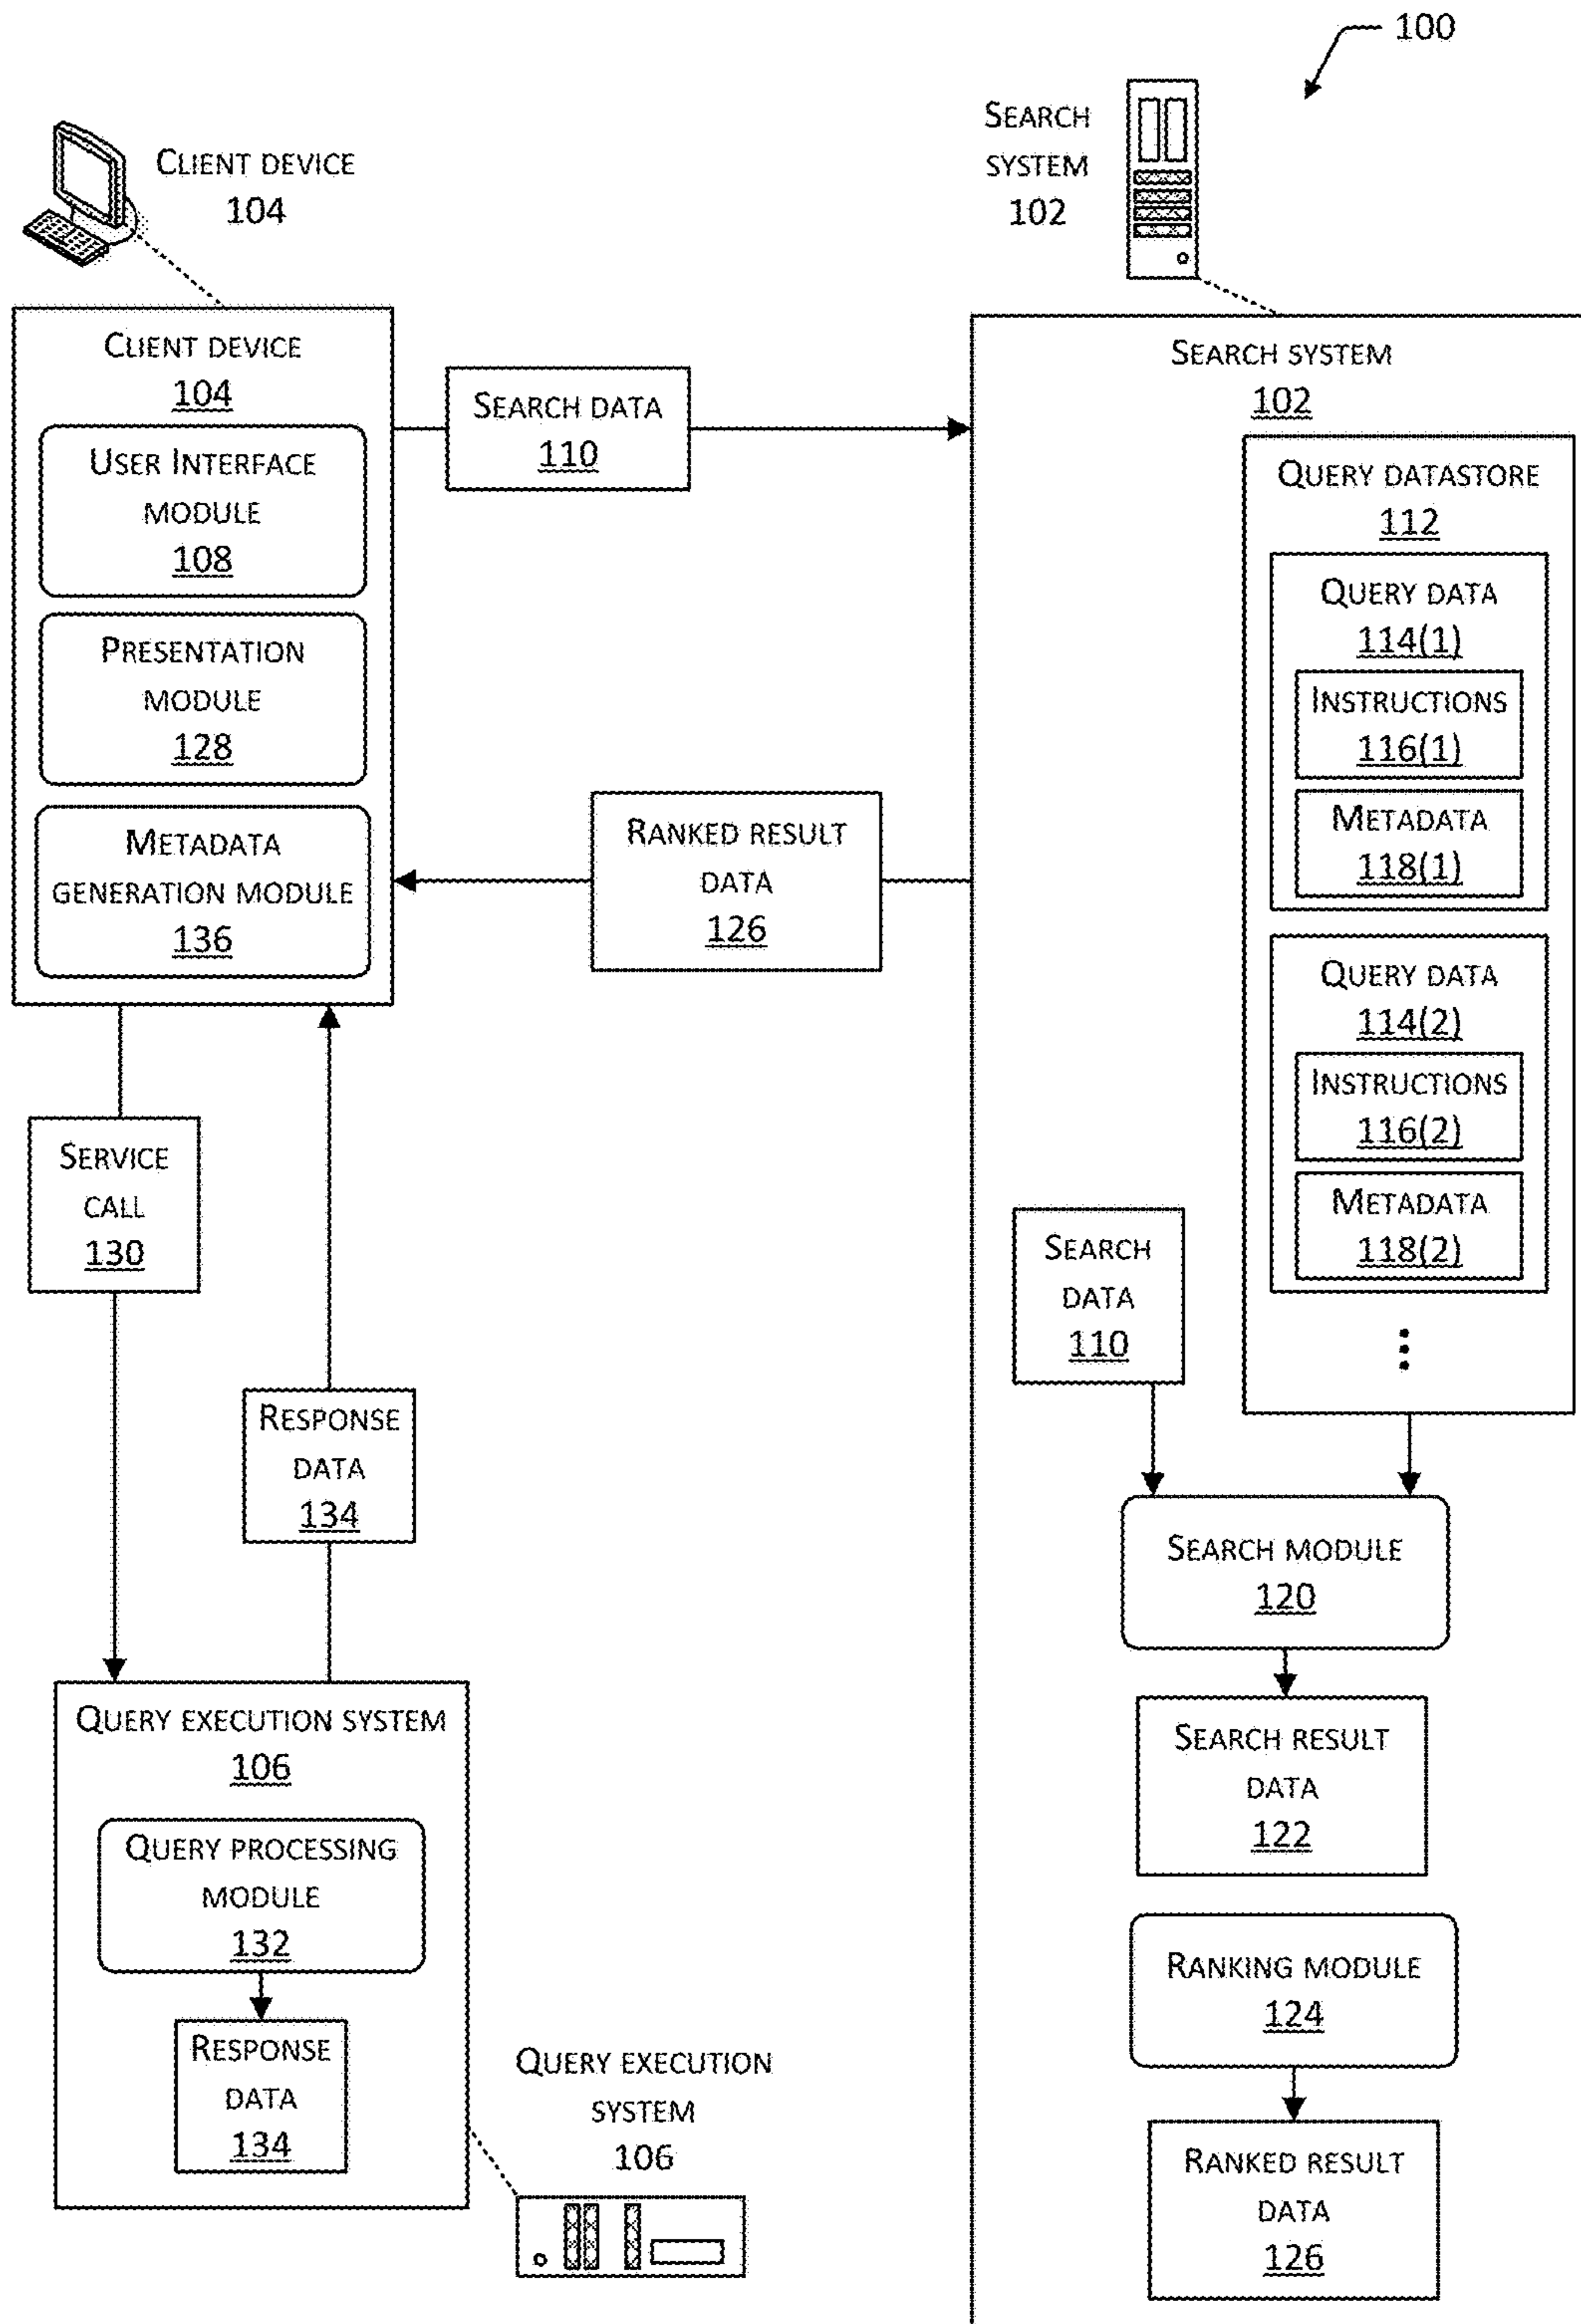 100
SEARCH
SYSTEM
102
CLIENT DEVICE
104
CLIENT DEVICE
104
USER INTERFACE
MODULE
108
PRESENTATION
MODULE
128
METADATA
GENERATION MODULE
136
SEARCH DATA
110
RANKED RESULT
DATA
126
SERVICE
CALL
130
RESPONSE
DATA
134
QUERY EXECUTION SYSTEM
106
QUERY PROCESSING
MODULE
132
RESPONSE
DATA
134
QUERY EXECUTION
SYSTEM
106
SEARCH SYSTEM
102
QUERY DATASTORE
112
QUERY DATA
114(1)
INSTRUCTIONS
116(1)
METADATA
118(1)
QUERY DATA
114(2)
INSTRUCTIONS
116(2)
METADATA
118(2)
SEARCH
DATA
110
SEARCH MODULE
120
SEARCH RESULT
DATA
122
RANKING MODULE
124
RANKED RESULT
DATA
126